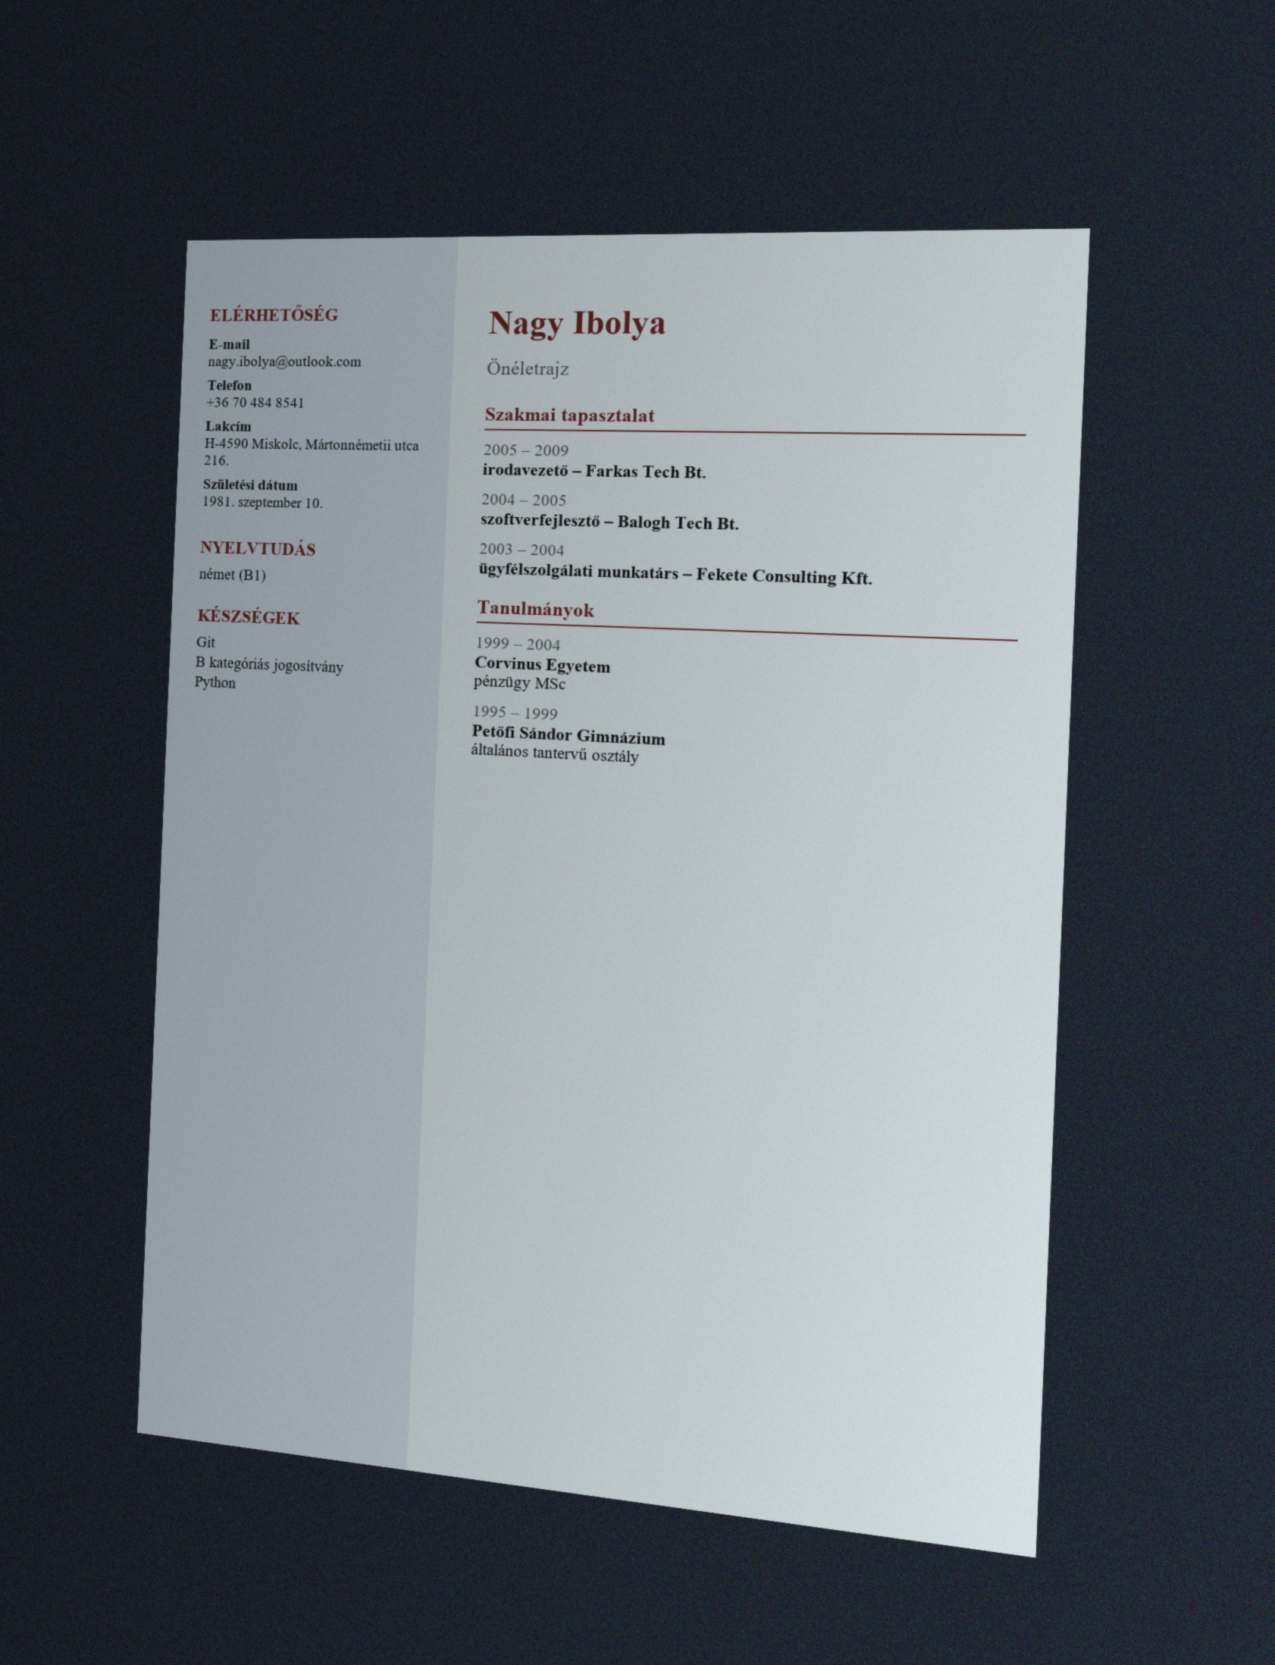 ELÉRHETŐSÉG
E-mail
nagy.ibolya@outlook.com
Telefon
+36 70 484 8541
Lakcím
H-4590 Miskolc, Mártonnémetii utca
216.
Születési dátum
1981. szeptember 10.
NYELVTUDÁS
német (B1)
KÉSZSÉGEK
Git
B kategóriás jogosítvány
Python
Nagy Ibolya
Önéletrajz
Szakmai tapasztalat
2005 – 2009
irodavezető – Farkas Tech Bt.
2004 – 2005
szoftverfejlesztő – Balogh Tech Bt.
2003 – 2004
ügyfélszolgálati munkatárs – Fekete Consulting Kft.
Tanulmányok
1999 – 2004
Corvinus Egyetem
pénzügy MSc
1995 – 1999
Petőfi Sándor Gimnázium
általános tantervű osztály